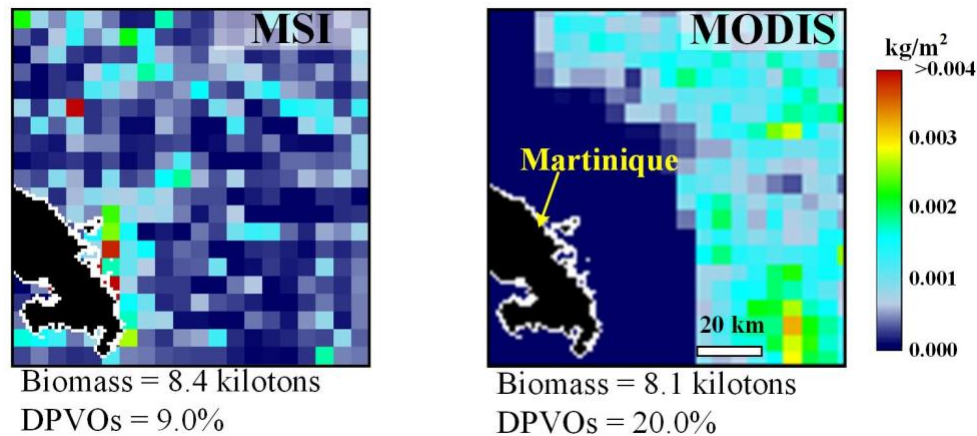 MSI
MODIS
kg/m²
>0.004
0.003
0.002
0.001
0.000
Martinique
20 km
Biomass = 8.4 kilotons
DPVOs = 9.0%
Biomass = 8.1 kilotons
DPVOs = 20.0%